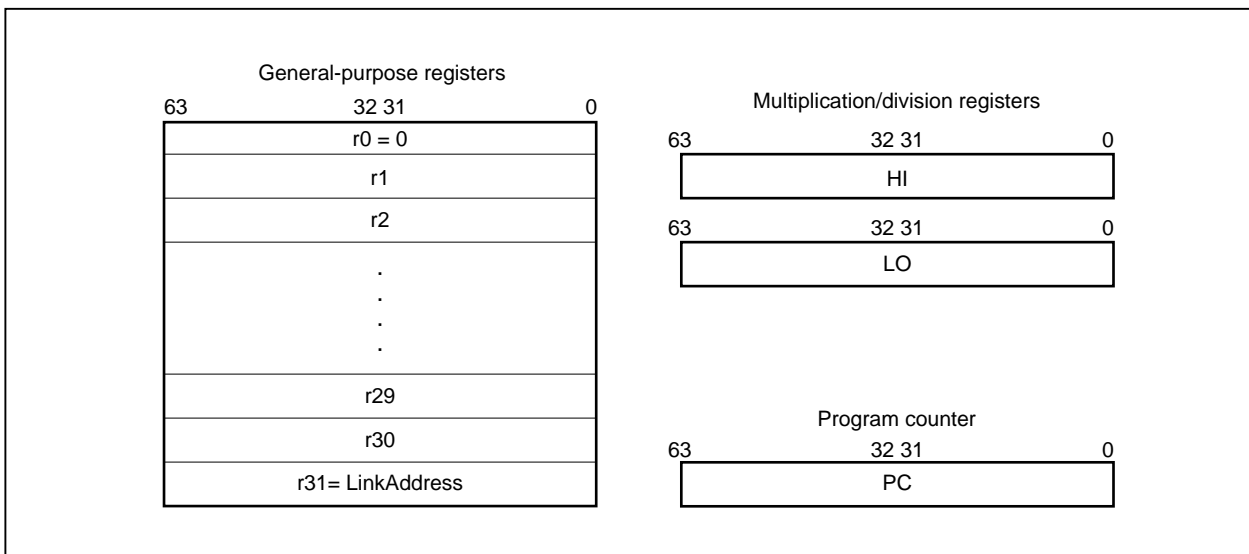 General-purpose registers
63 32 31 0
r0 = 0
r1
r2
.
.
.
.
r29
r30
r31= LinkAddress
Multiplication/division registers
63 32 31 0
HI
63 32 31 0
LO
Program counter
63 32 31 0
PC